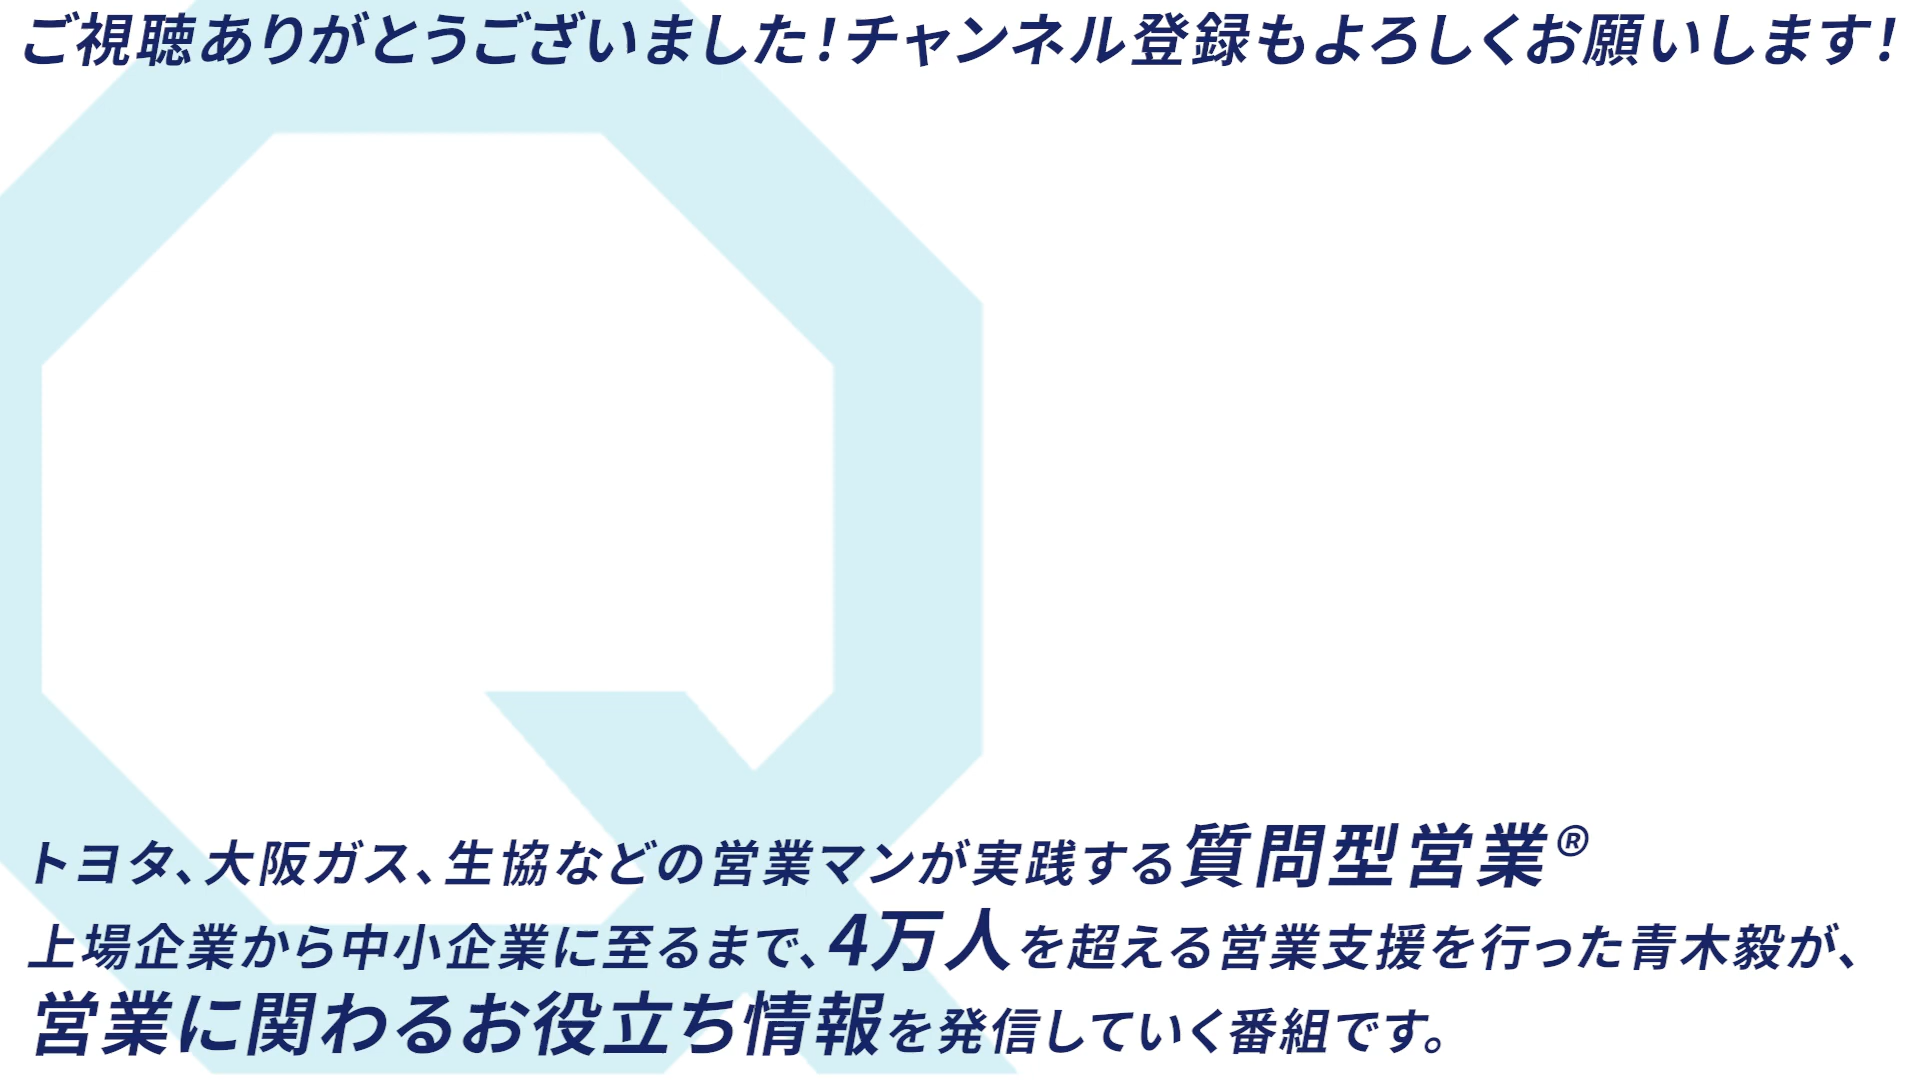 ご視聴ありがとうございました！チャンネル登録もよろしくお願いします！
トヨタ、大阪ガス、生協などの営業マンが実践する質問型営業®
上場企業から中小企業に至るまで、4万人を超える営業支援を行った青木毅が、
営業に関わるお役立ち情報を発信していく番組です。